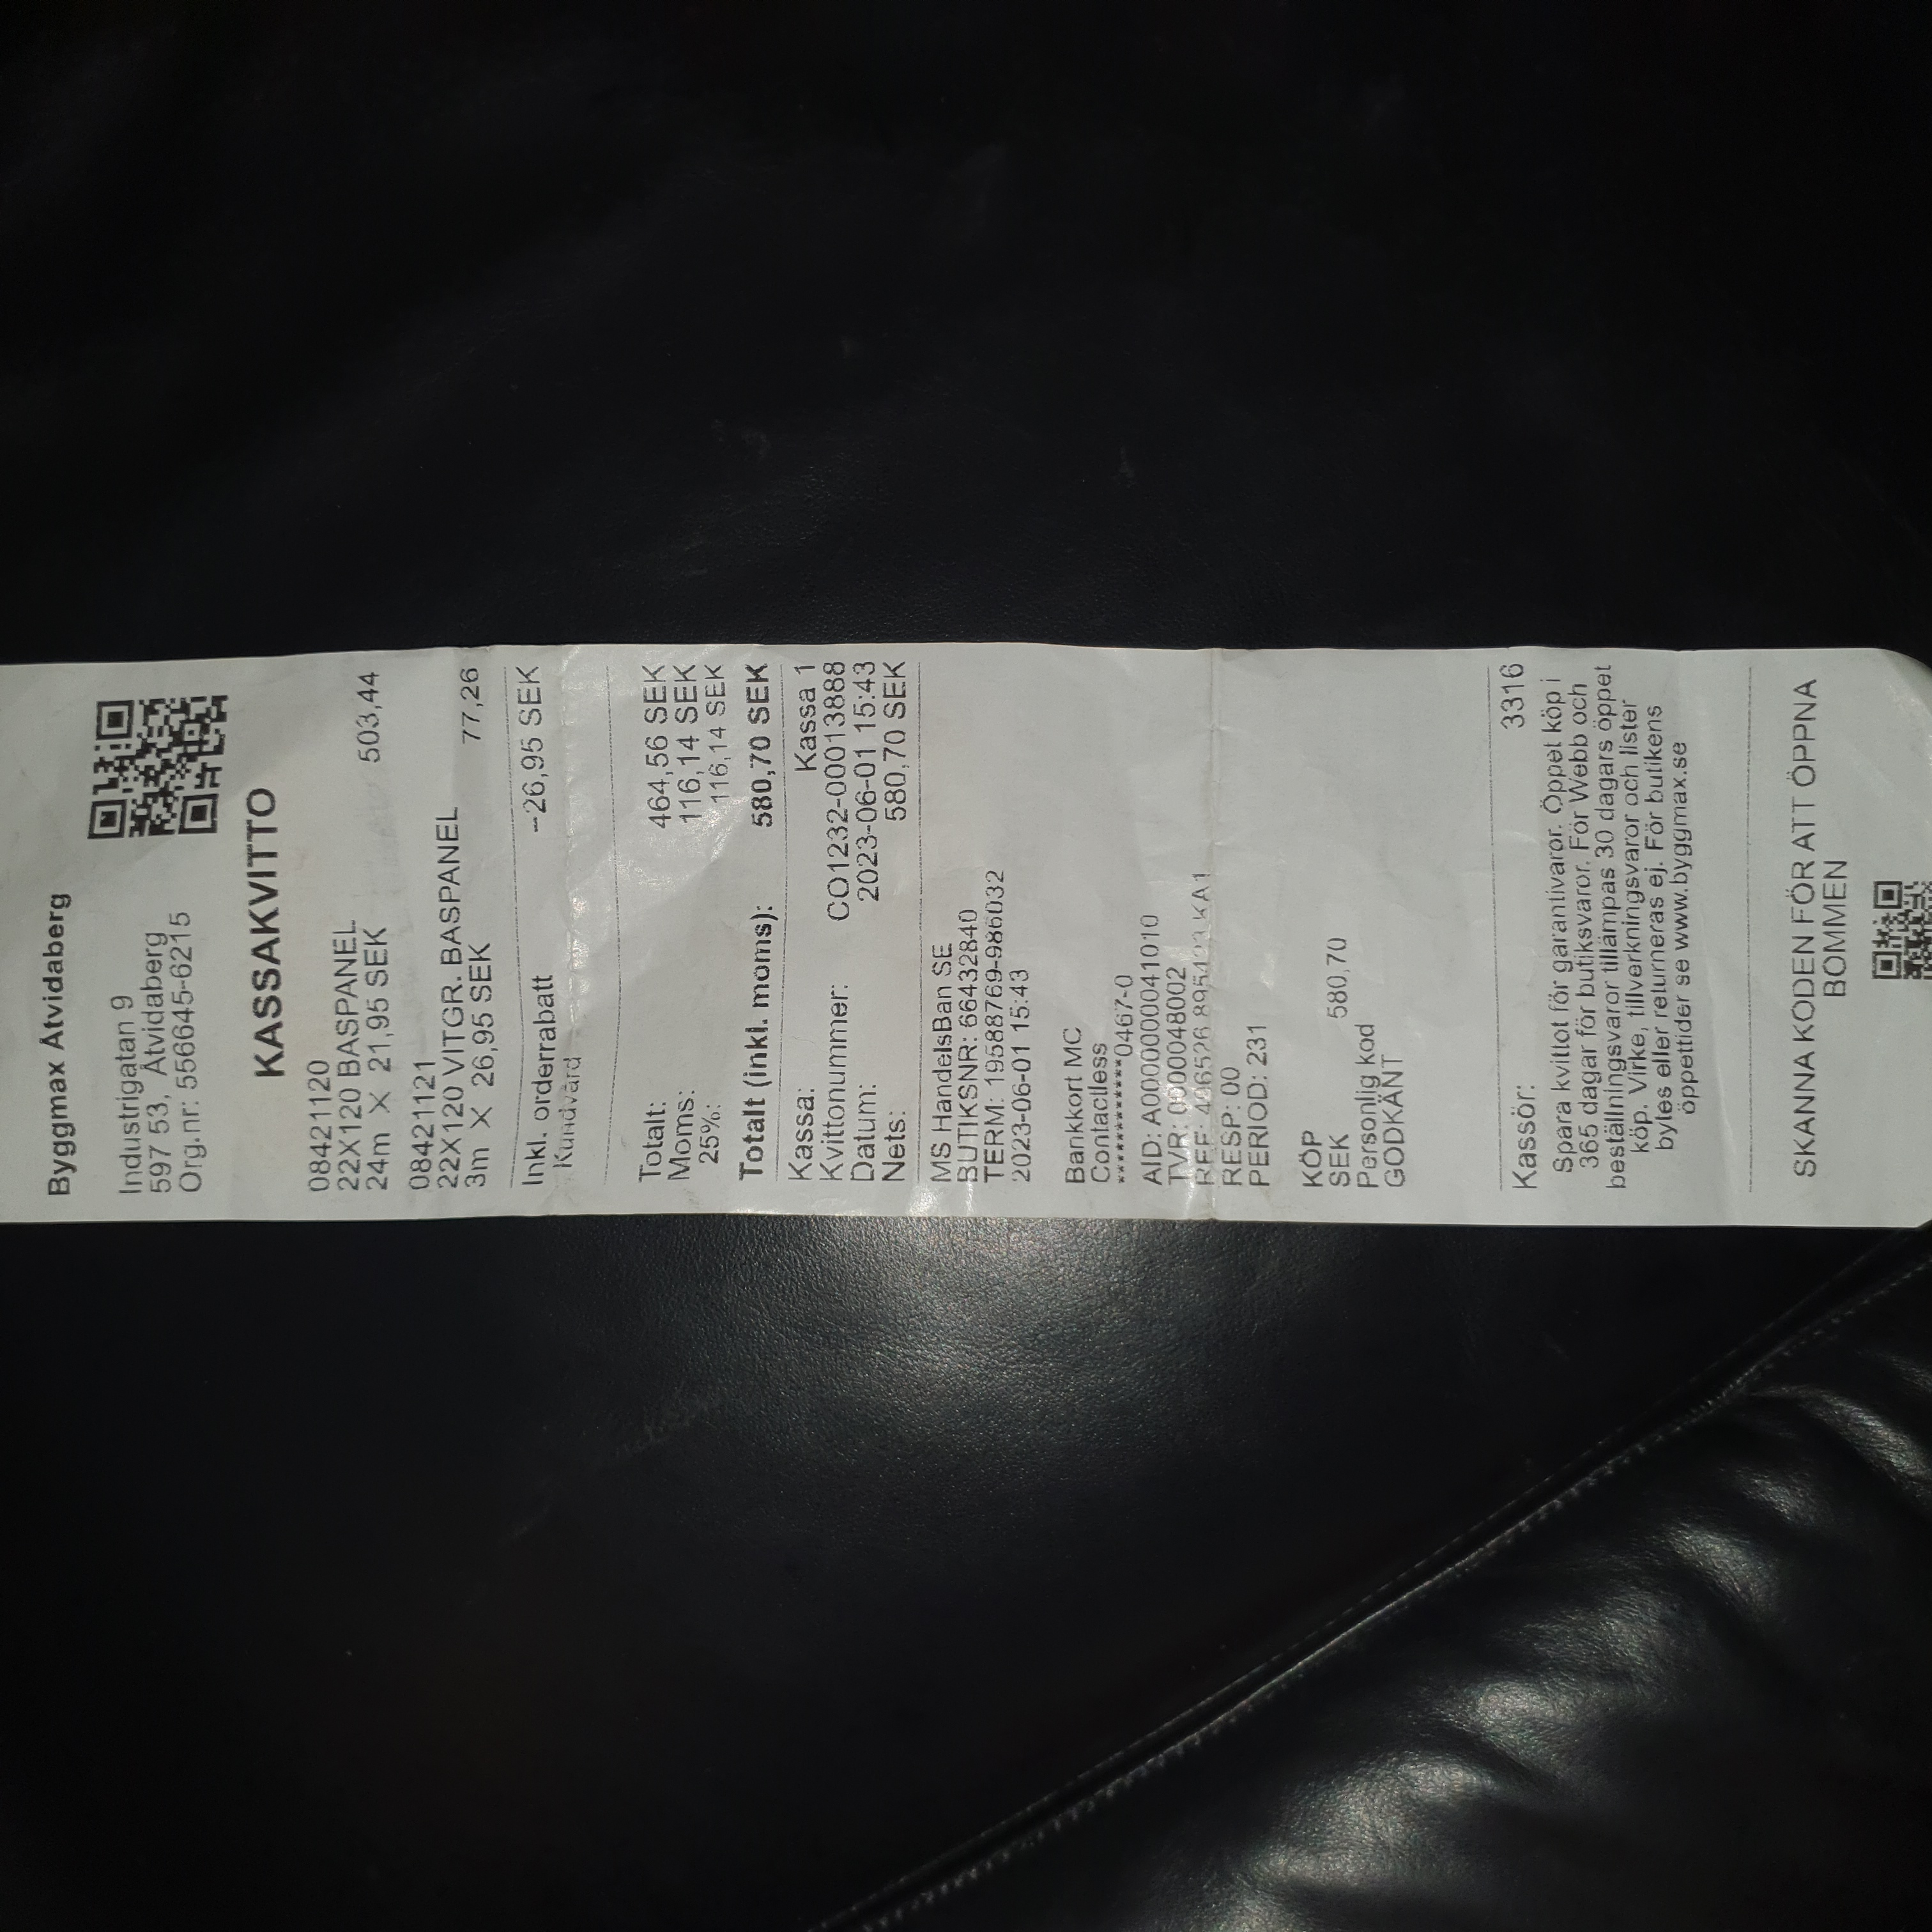 Byggmax Åtvidaberg
Industrigatan 9
597 53, Åtvidaberg
Org.nr: 556645-6215
KASSAKVITTO
08421120
22X120 BASPANEL
24m X 21,95 SEK 503,44
08421121
22X120 VITGR. BASPANEL
3m X 26,95 SEK 77,26
Inkl. orderrabatt -26,95 SEK
Kundvård
Totalt: 464,56 SEK
Moms: 116,14 SEK
25%: 116,14 SEK
Totalt (inkl. moms): 580,70 SEK
Kassa: Kassa 1
Kvittonummer: CO1232-00013888
Datum: 2023-06-01 15:43
Nets: 580,70 SEK
MS HandelsBan SE
BUTIKSNR: 66432840
TERM: 19588769-986032
2023-06-01 15:43
Bankkort MC
Contactless
************0467-0
AID: A0000000041010
TVR: 0000048002
REF: KA1
RESP: 00
PERIOD: 231
KÖP
SEK 580,70
Personlig kod
GODKÄNT
Kassör: 3316
Spara kvittot för garantivaror. Öppet köp i
365 dagar för butiksvaror. För Webb och
beställningsvaror tillämpas 30 dagars öppet
köp. Virke, tillverkningsvaror och lister
bytes eller returneras ej. För butikens
öppettider se www.byggmax.se
SKANNA KODEN FÖR ATT ÖPPNA
BOMMEN